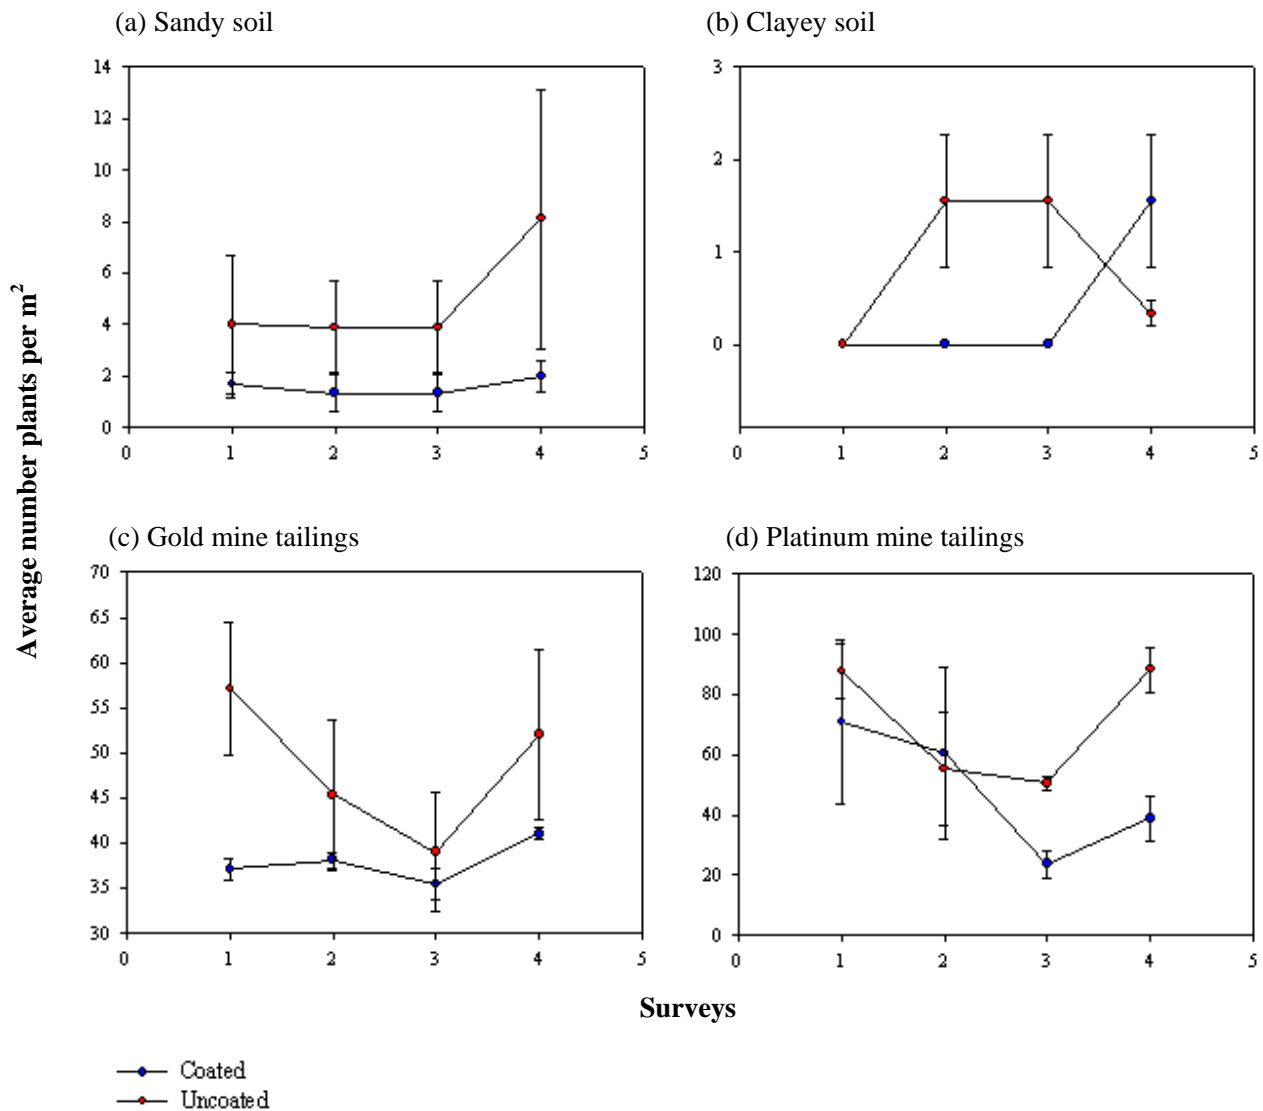 (a) Sandy soil
(b) Clayey soil
Average number plants per m²
14
12
10
8
6
4
2
0
0 1 2 3 4 5
3
2
1
0
0 1 2 3 4 5
(c) Gold mine tailings
(d) Platinum mine tailings
70
65
60
55
50
45
40
35
30
0 1 2 3 4 5
120
100
80
60
40
20
0
0 1 2 3 4 5
Surveys
Coated
Uncoated